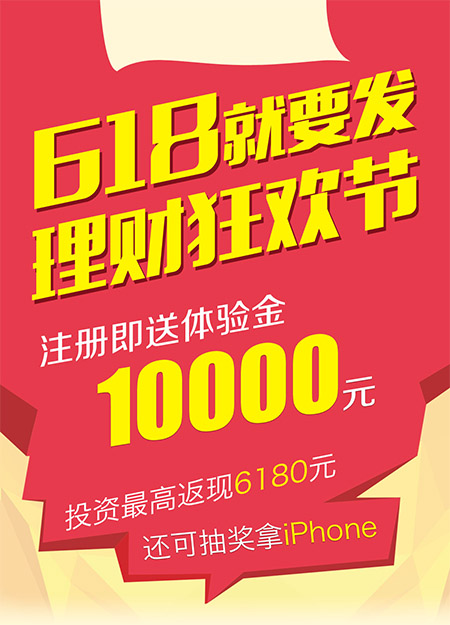 618就要发
理财狂欢节
注册即送体验金
10000元
投资最高返现6180元
还可抽奖拿iPhone